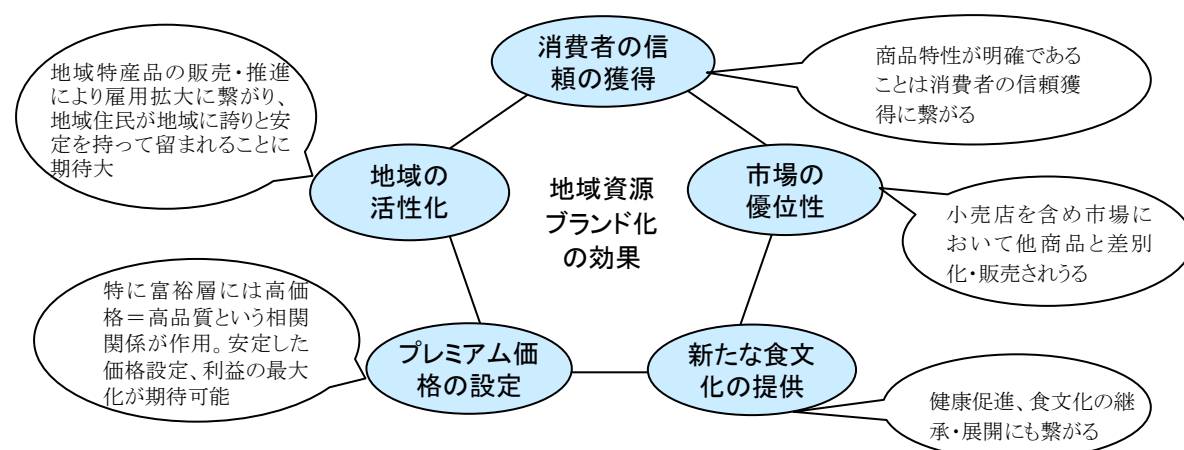 消費者の信
頼の獲得
商品特性が明確である
ことは消費者の信頼獲
得に繋がる
地域特産品の販売・推進
により雇用拡大に繋がり、
地域住民が地域に誇りと安
定を持って留まれることに
期待大
地域の
活性化
地域資源
ブランド化
の効果
市場の
優位性
小売店を含め市場に
おいて他商品と差別
化・販売されうる
特に富裕層には高価
格＝高品質という相関
関係が作用。安定した
価格設定、利益の最大
化が期待可能
プレミアム価
格の設定
新たな食文
化の提供
健康促進、食文化の継
承・展開にも繋がる